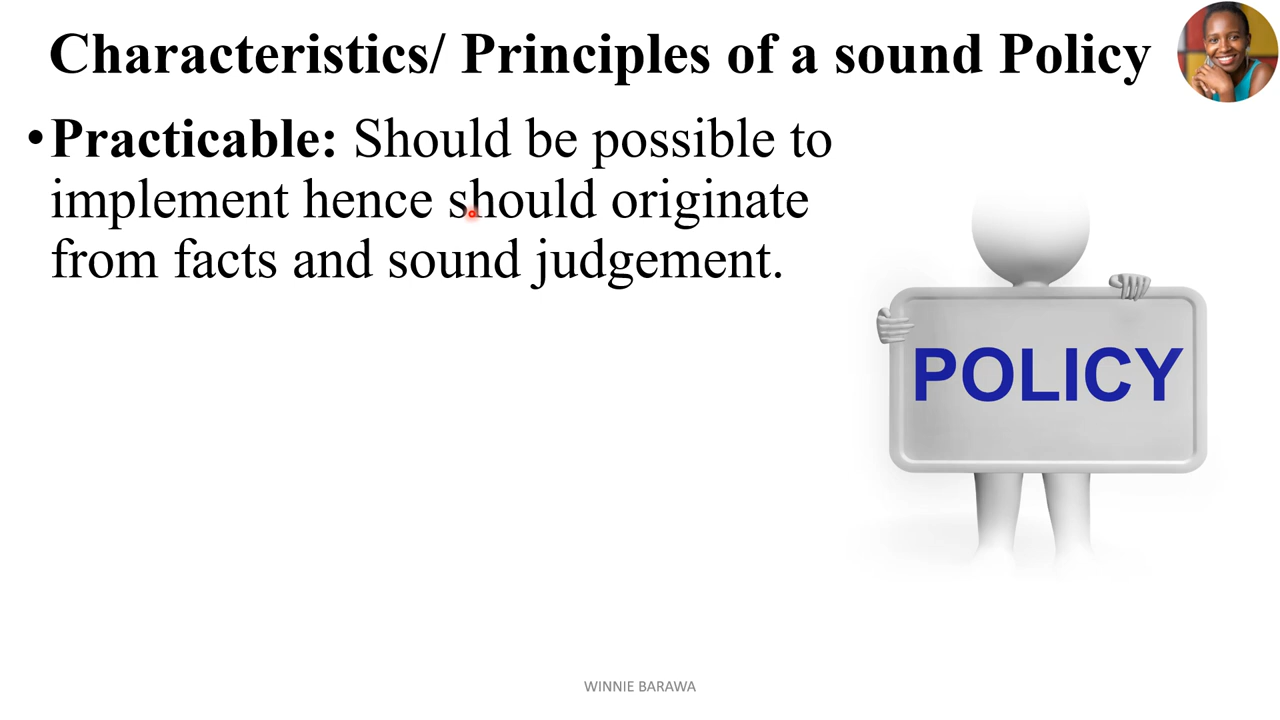 Characteristics/ Principles of a sound Policy
•Practicable: Should be possible to
implement hence should originate
from facts and sound judgement.
POLICY
WINNIE BARAWA